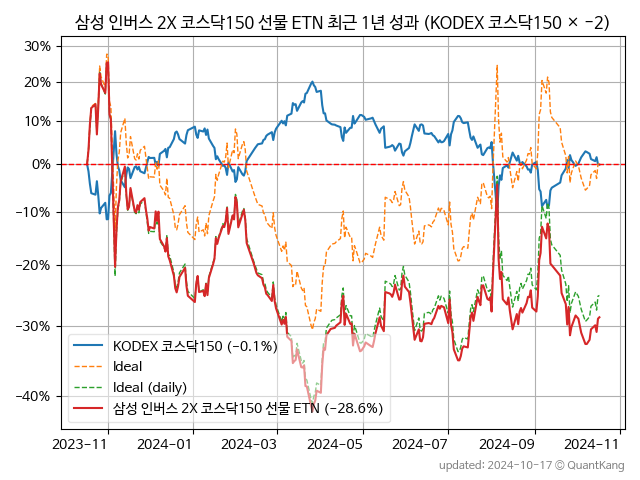 삼성 인버스 2X 코스닥150 선물 ETN 최근 1년 성과 (KODEX 코스닥150 × −2)
30%
20%
10%
0%
−10%
−20%
−30%
−40%
KODEX 코스닥150 (−0.1%)
Ideal
Ideal (daily)
삼성 인버스 2X 코스닥150 선물 ETN (−28.6%)
2023-11 2024-01 2024-03 2024-05 2024-07 2024-09 2024-11
updated: 2024-10-17 © QuantKang